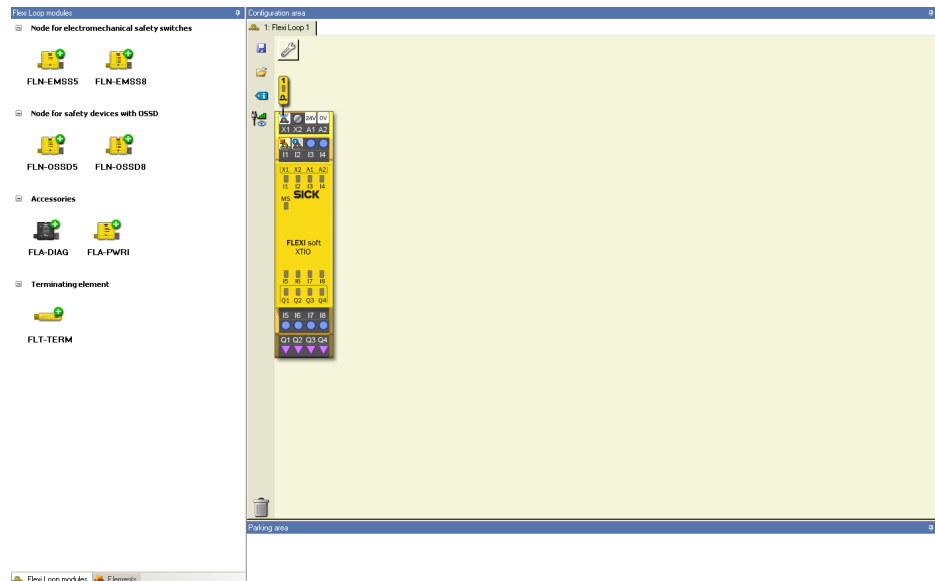 Flexi Loop modules
Node for electromechanical safety switches
FLN-EMSS5 FLN-EMSS8
Node for safety devices with OSSD
FLN-OSSD5 FLN-OSSD8
Accessories
FLA-DIAG FLA-PWRI
Terminating element
FLT-TERM
Flexi Loop modules Elements
Configuration area
1: Flexi Loop 1
1
24V 0V
X1 X2 A1 A2
I1 I2 I3 I4
X1 X2 A1 A2
I1 I2 I3 I4
MS SICK
FLEXI soft
XTIO
I5 I6 I7 I8
Q1 Q2 Q3 Q4
I5 I6 I7 I8
Q1 Q2 Q3 Q4
Parking area